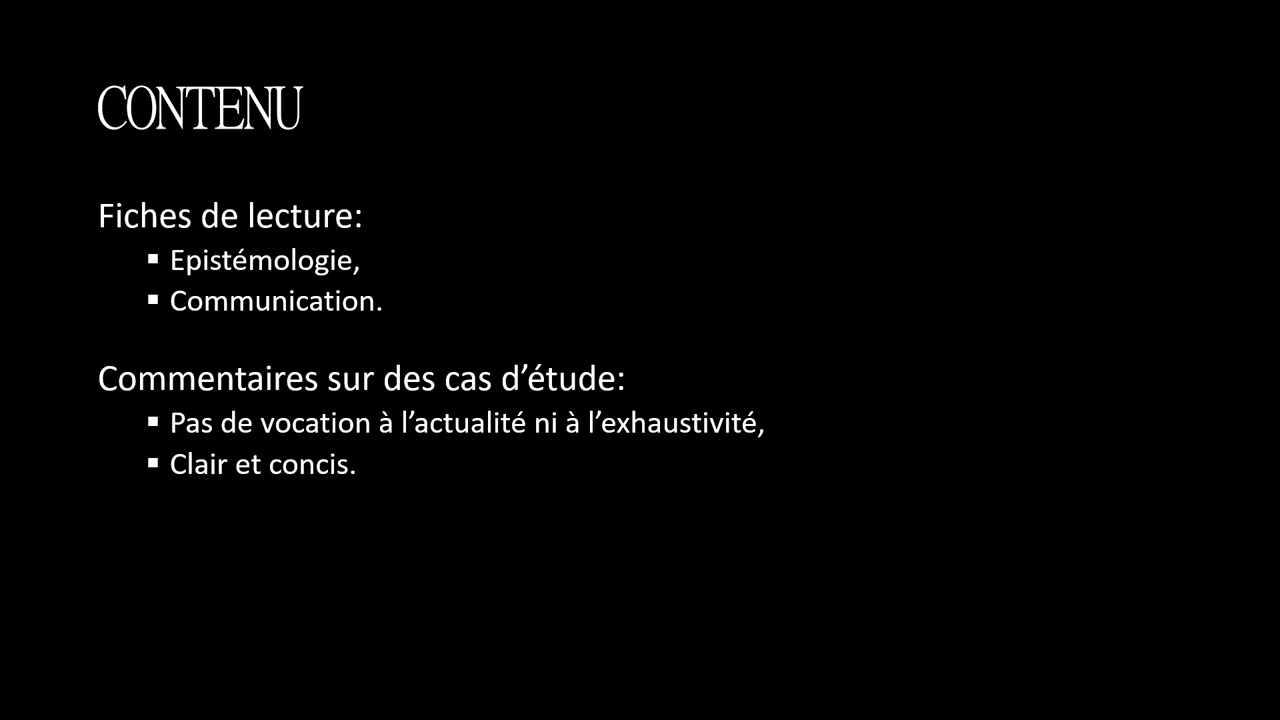 CONTENU
Fiches de lecture:
▪ Epistémologie,
▪ Communication.
Commentaires sur des cas d’étude:
▪ Pas de vocation à l’actualité ni à l’exhaustivité,
▪ Clair et concis.